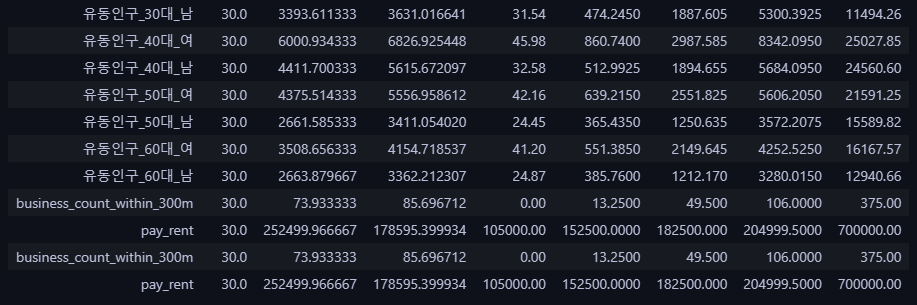 유동인구_30대_남 30.0 3393.611333 3631.016641 31.54 474.2450 1887.605 5300.3925 11494.26
유동인구_40대_여 30.0 6000.934333 6826.925448 45.98 860.7400 2987.585 8342.0950 25027.85
유동인구_40대_남 30.0 4411.700333 5615.672097 32.58 512.9925 1894.655 5684.0950 24560.60
유동인구_50대_여 30.0 4375.514333 5556.958612 42.16 639.2150 2551.825 5606.2050 21591.25
유동인구_50대_남 30.0 2661.585333 3411.054020 24.45 365.4350 1250.635 3572.2075 15589.82
유동인구_60대_여 30.0 3508.656333 4154.718537 41.20 551.3850 2149.645 4252.5250 16167.57
유동인구_60대_남 30.0 2663.879667 3362.212307 24.87 385.7600 1212.170 3280.0150 12940.66
business_count_within_300m 30.0 73.933333 85.696712 0.00 13.2500 49.500 106.0000 375.00
pay_rent 30.0 252499.966667 178595.399934 105000.00 152500.0000 182500.000 204999.5000 700000.00
business_count_within_300m 30.0 73.933333 85.696712 0.00 13.2500 49.500 106.0000 375.00
pay_rent 30.0 252499.966667 178595.399934 105000.00 152500.0000 182500.000 204999.5000 700000.00